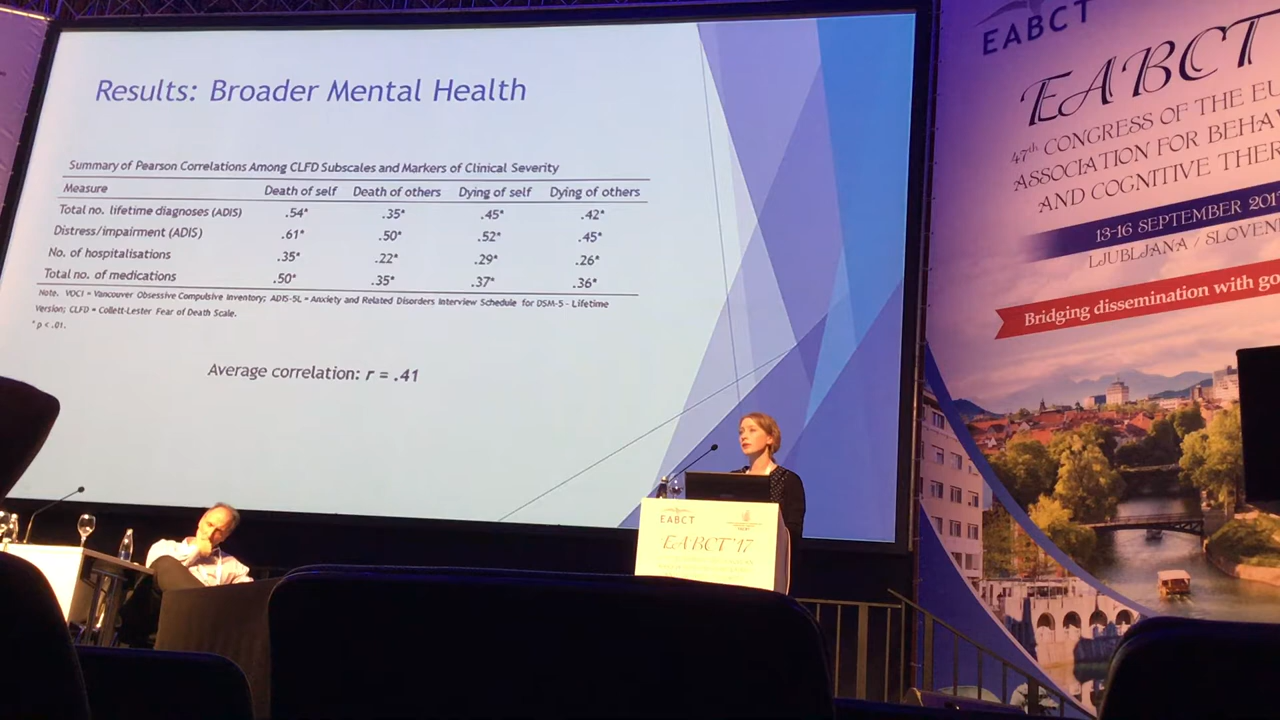 Results: Broader Mental Health
Summary of Pearson Correlations Among CLFD Subscales and Markers of Clinical Severity
Measure Death of self Death of others Dying of self Dying of others
Total no. lifetime diagnoses (ADIS) .54* .35* .45* .42*
Distress/impairment (ADIS) .61* .50* .52* .45*
No. of hospitalisations .35* .22* .29* .26*
Total no. of medications .50* .35* .37* .36*
Note. VOCI = Vancouver Obsessive Compulsive Inventory; ADIS-5L = Anxiety and Related Disorders Interview Schedule for DSM-5 - Lifetime
Version; CLFD = Collett-Lester Fear of Death Scale.
* p < .01.
Average correlation: r = .41
EABCT
EABCT
47th CONGRESS OF THE EU
ASSOCIATION FOR BEHA
AND COGNITIVE THER
13-16 SEPTEMBER 2017
LJUBLJANA / SLOVEN
Bridging dissemination with go
EABCT
EABCT'17